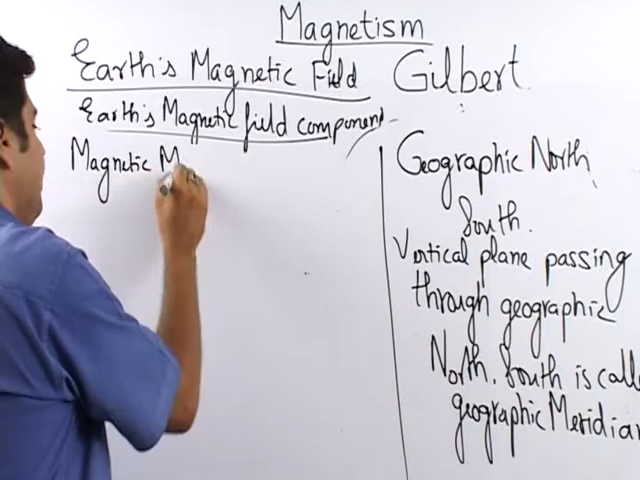 Magnetism
Earth's Magnetic Field
Gilbert
Earth's Magnetic field component
Magnetic M
Geographic North
South.
Vertical plane passing
through geographic
North. South is calle
geographic Meridian